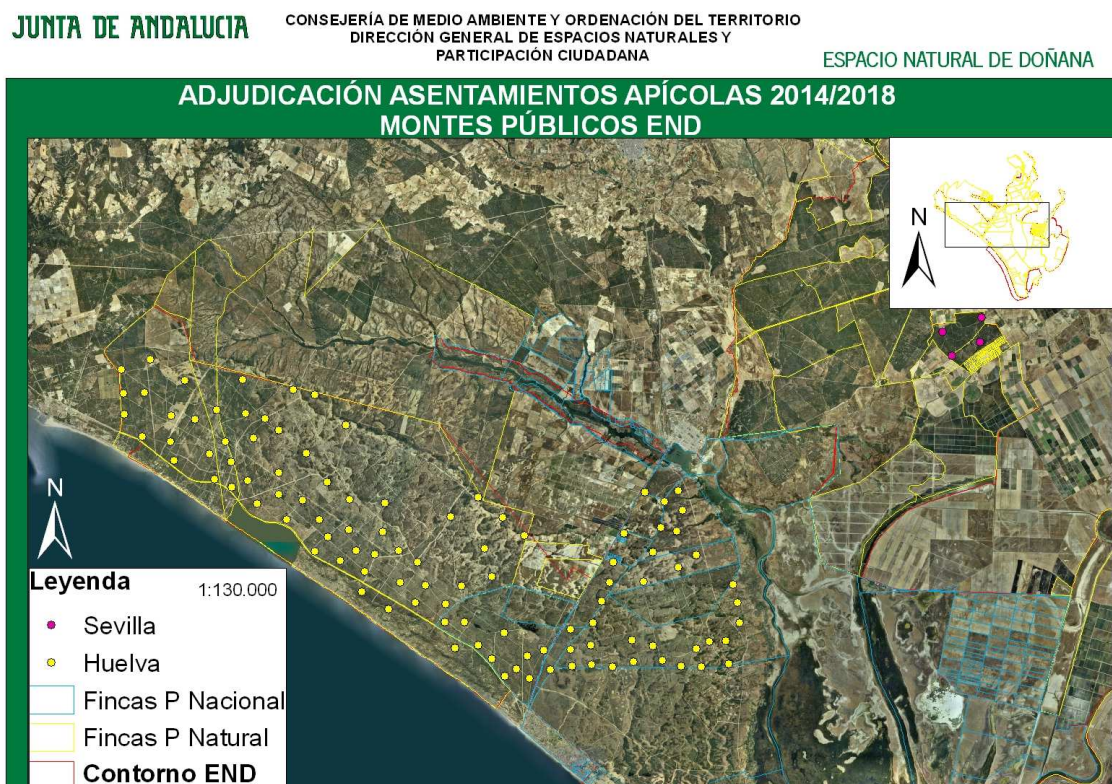 JUNTA DE ANDALUCIA
CONSEJERÍA DE MEDIO AMBIENTE Y ORDENACIÓN DEL TERRITORIO
DIRECCIÓN GENERAL DE ESPACIOS NATURALES Y
PARTICIPACIÓN CIUDADANA
ESPACIO NATURAL DE DOÑANA
ADJUDICACIÓN ASENTAMIENTOS APÍCOLAS 2014/2018
MONTES PÚBLICOS END
N
N
Leyenda
1:130.000
Sevilla
Huelva
Fincas P Nacional
Fincas P Natural
Contorno END